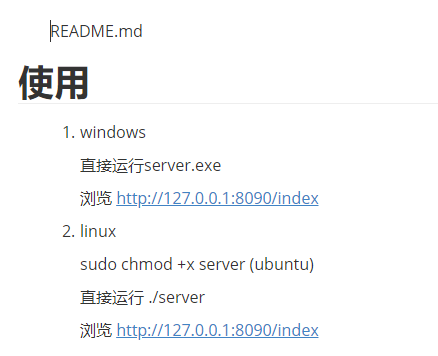 README.md
使用
1. windows
直接运行server.exe
浏览 http://127.0.0.1:8090/index
2. linux
sudo chmod +x server (ubuntu)
直接运行 ./server
浏览 http://127.0.0.1:8090/index